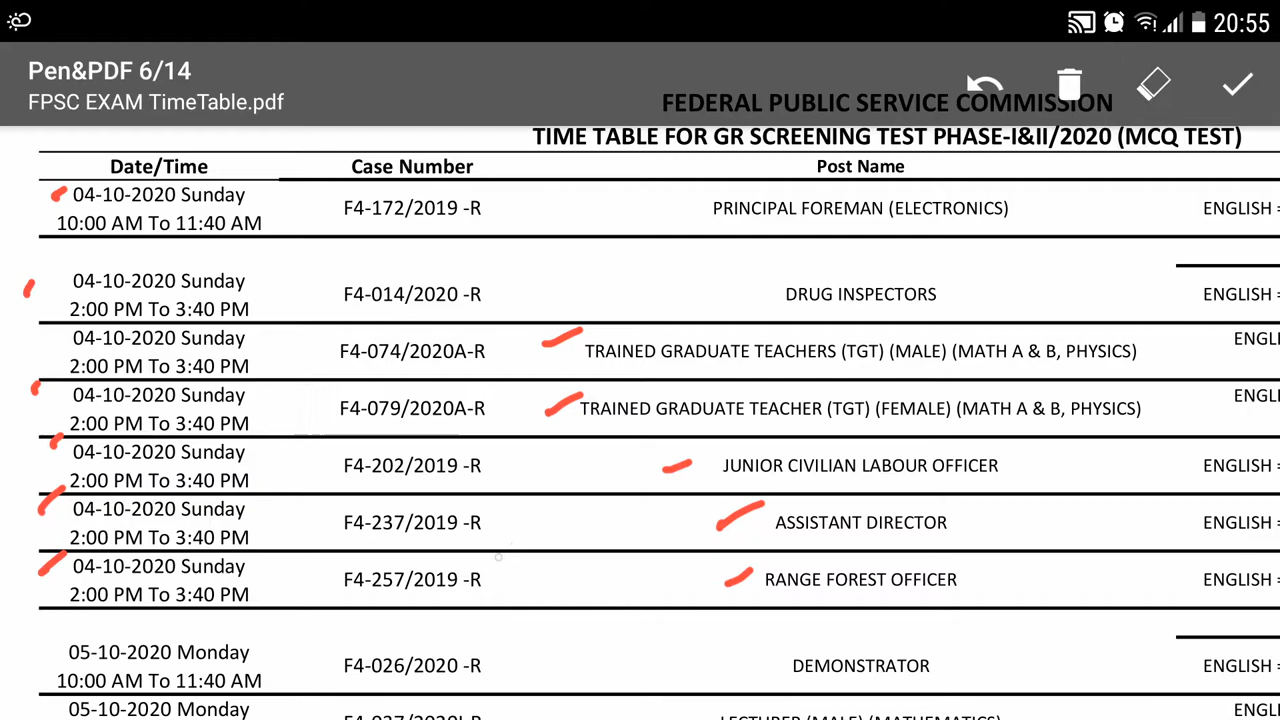 20:55
Pen&PDF 6/14
FPSC EXAM TimeTable.pdf
FEDERAL PUBLIC SERVICE COMMISSION
TIME TABLE FOR GR SCREENING TEST PHASE-I&II/2020 (MCQ TEST)
Date/Time Case Number Post Name
04-10-2020 Sunday
10:00 AM To 11:40 AM F4-172/2019 -R PRINCIPAL FOREMAN (ELECTRONICS) ENGLISH =
04-10-2020 Sunday
2:00 PM To 3:40 PM F4-014/2020 -R DRUG INSPECTORS ENGLISH =
04-10-2020 Sunday ENGL
2:00 PM To 3:40 PM F4-074/2020A-R TRAINED GRADUATE TEACHERS (TGT) (MALE) (MATH A & B, PHYSICS)
04-10-2020 Sunday ENGL
2:00 PM To 3:40 PM F4-079/2020A-R TRAINED GRADUATE TEACHER (TGT) (FEMALE) (MATH A & B, PHYSICS)
04-10-2020 Sunday
2:00 PM To 3:40 PM F4-202/2019 -R JUNIOR CIVILIAN LABOUR OFFICER ENGLISH =
04-10-2020 Sunday
2:00 PM To 3:40 PM F4-237/2019 -R ASSISTANT DIRECTOR ENGLISH =
04-10-2020 Sunday
2:00 PM To 3:40 PM F4-257/2019 -R RANGE FOREST OFFICER ENGLISH =
05-10-2020 Monday
10:00 AM To 11:40 AM F4-026/2020 -R DEMONSTRATOR ENGLISH =
05-10-2020 Monday ENGL
F4-027/2020L-R LECTURER (MALE) (MATHEMATICS)